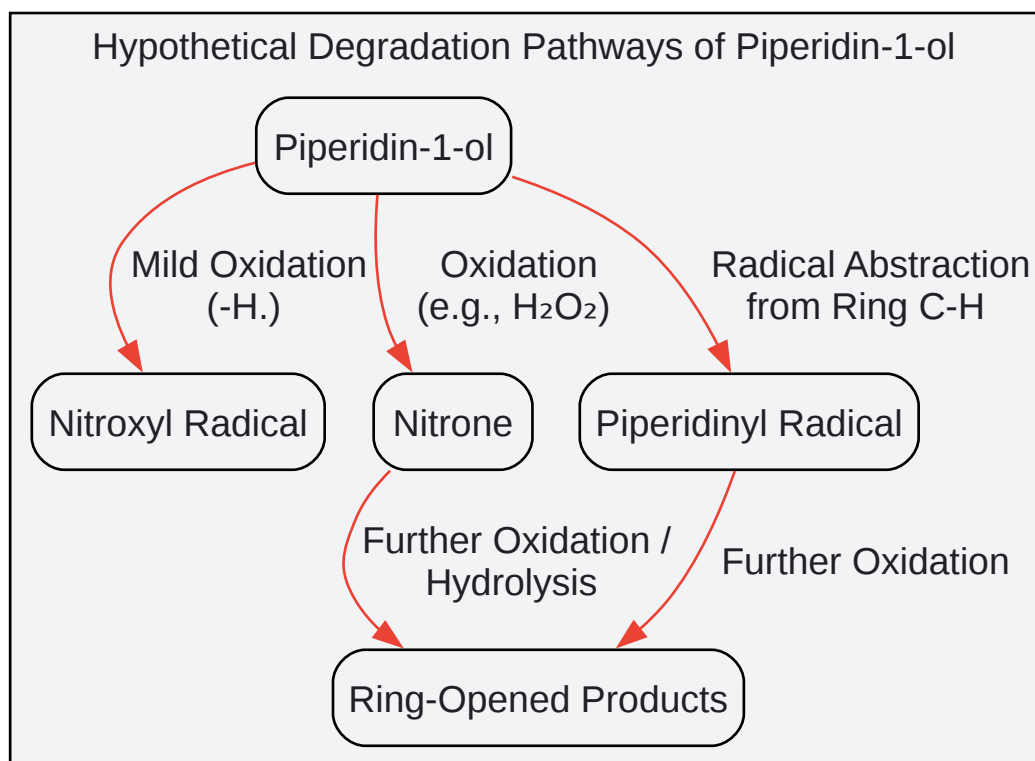 Hypothetical Degradation Pathways of Piperidin-1-ol
Piperidin-1-ol
Mild Oxidation
(-H.)
Oxidation
(e.g., H₂O₂)
Radical Abstraction
from Ring C-H
Nitroxyl Radical
Nitrone
Piperidinyl Radical
Further Oxidation /
Hydrolysis
Further Oxidation
Ring-Opened Products